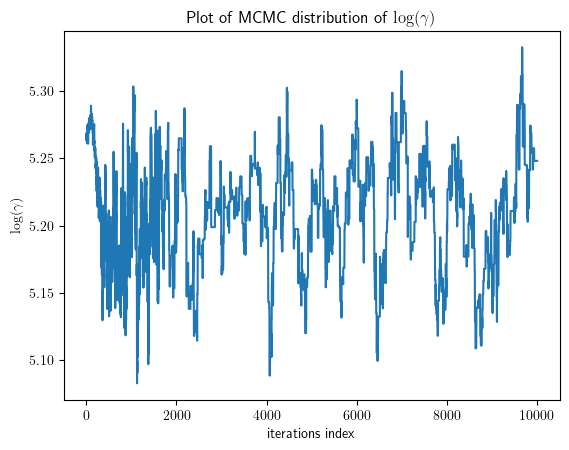 Plot of MCMC distribution of log(γ)
log(γ)
5.30
5.25
5.20
5.15
5.10
0 2000 4000 6000 8000 10000
iterations index